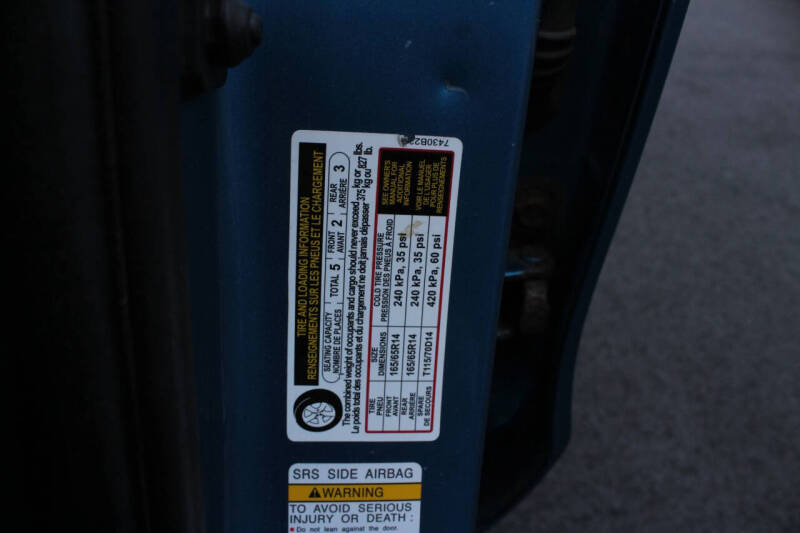 TIRE AND LOADING INFORMATION
RENSEIGNEMENTS SUR LES PNEUS ET LE CHARGEMENT
SEATING CAPACITY
NOMBRE DE PLACES
TOTAL 5
FRONT
AVANT 2
REAR
ARRIÈRE 3
The combined weight of occupants and cargo should never exceed 375 kg or 827 lbs.
Le poids total des occupants et du chargement ne doit jamais dépasser 375 kg ou 827 lb.
TIRE
PNEU
SIZE
DIMENSIONS
COLD TIRE PRESSURE
PRESSION DES PNEUS À FROID
FRONT
AVANT
165/65R14
240 kPa, 35 psi
REAR
ARRIÈRE
165/65R14
240 kPa, 35 psi
SPARE
DE SECOURS
T115/70D14
420 kPa, 60 psi
SEE OWNER'S
MANUAL FOR
ADDITIONAL
INFORMATION
VOIR LE MANUEL
DE L'USAGER
POUR PLUS DE
RENSEIGNEMENTS
SRS SIDE AIRBAG
WARNING
TO AVOID SERIOUS
INJURY OR DEATH :
Do not lean against the door.